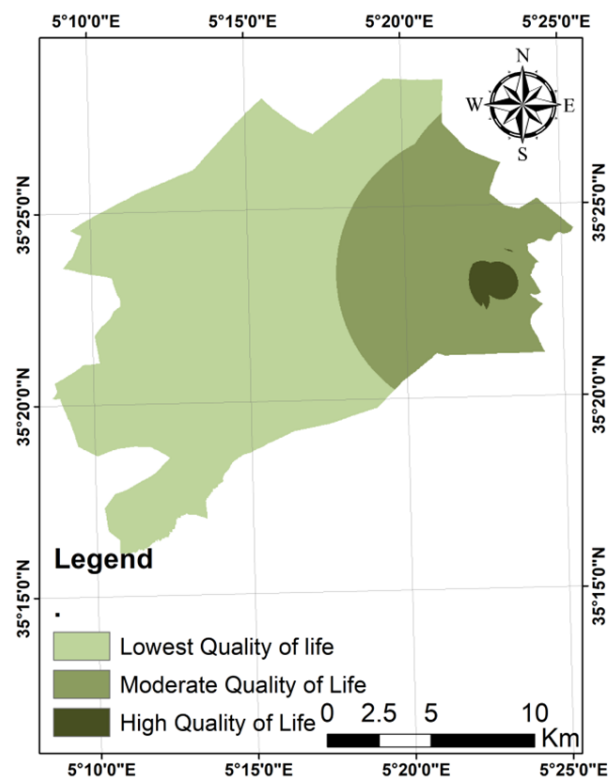 5°10'0"E 5°15'0"E 5°20'0"E 5°25'0"E
N
W E
S
35°25'0"N 35°25'0"N
35°20'0"N 35°20'0"N
35°15'0"N 35°15'0"N
Legend
.
Lowest Quality of life
Moderate Quality of Life
High Quality of Life
0 2.5 5 10
Km
5°10'0"E 5°15'0"E 5°20'0"E 5°25'0"E